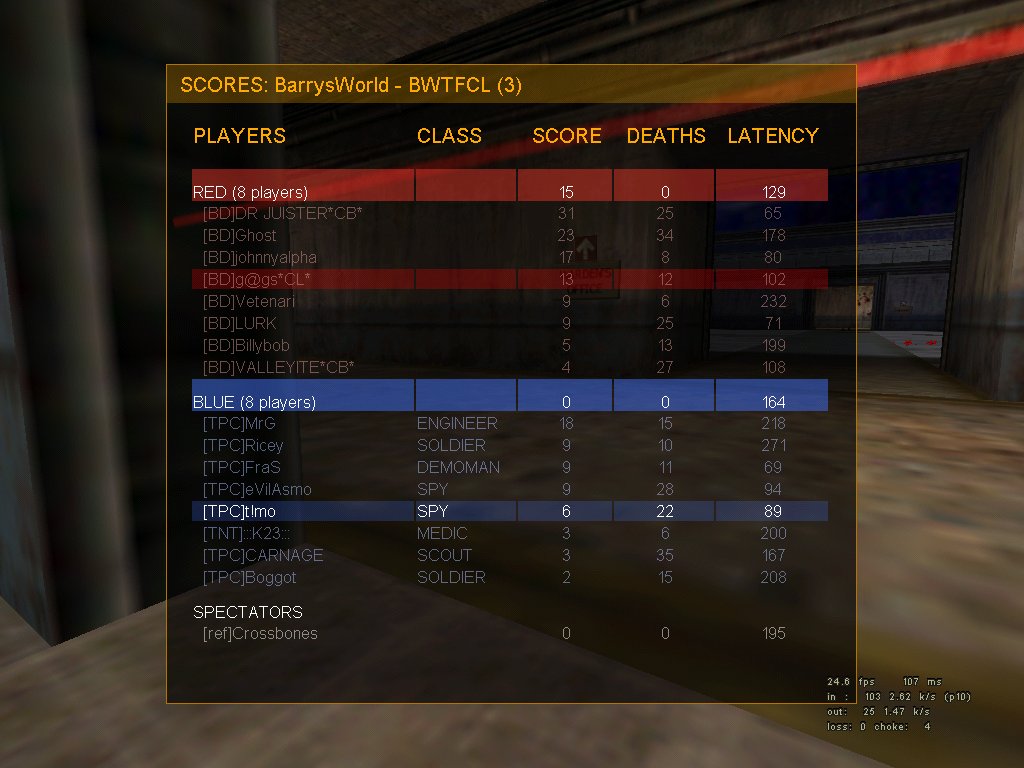 SCORES: BarrysWorld - BWTFCL (3)
PLAYERS CLASS SCORE DEATHS LATENCY
RED (8 players) 15 0 129
[BD]DR JUISTER*CB* 31 25 65
[BD]Ghost 23 34 178
[BD]johnnyalpha 17 8 80
[BD]g@gs*CL* 13 12 102
[BD]Vetenari 9 6 232
[BD]LURK 9 25 71
[BD]Billybob 5 13 199
[BD]VALLEYITE*CB* 4 27 108
BLUE (8 players) 0 0 164
[TPC]MrG ENGINEER 18 15 218
[TPC]Ricey SOLDIER 9 10 271
[TPC]FraS DEMOMAN 9 11 69
[TPC]eVilAsmo SPY 9 28 94
[TPC]t!mo SPY 6 22 89
[TNT]:::K23::: MEDIC 3 6 200
[TPC]CARNAGE SCOUT 3 35 167
[TPC]Boggot SOLDIER 2 15 208
SPECTATORS
[ref]Crossbones 0 0 195
24.6 fps 107 ms
in : 103 2.62 k/s (p10)
out: 25 1.47 k/s
loss: 0 choke: 4